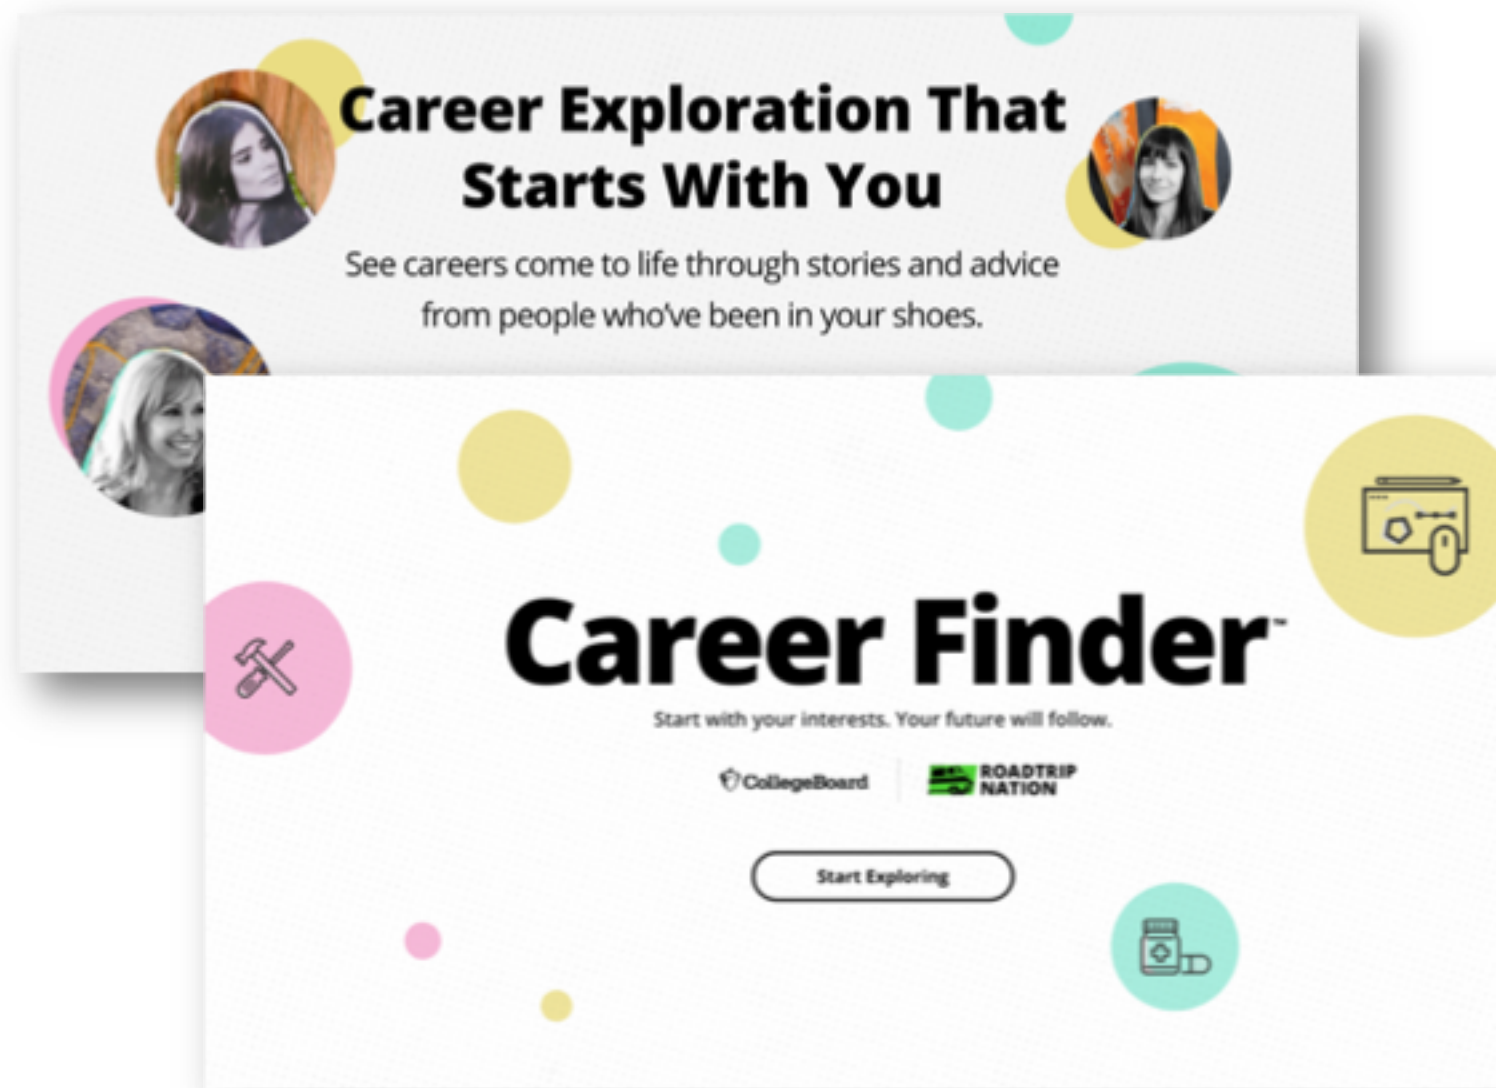 Career Exploration That
Starts With You
See careers come to life through stories and advice
from people who've been in your shoes.
Career Finder™
Start with your interests. Your future will follow.
CollegeBoard
ROADTRIP
NATION
Start Exploring